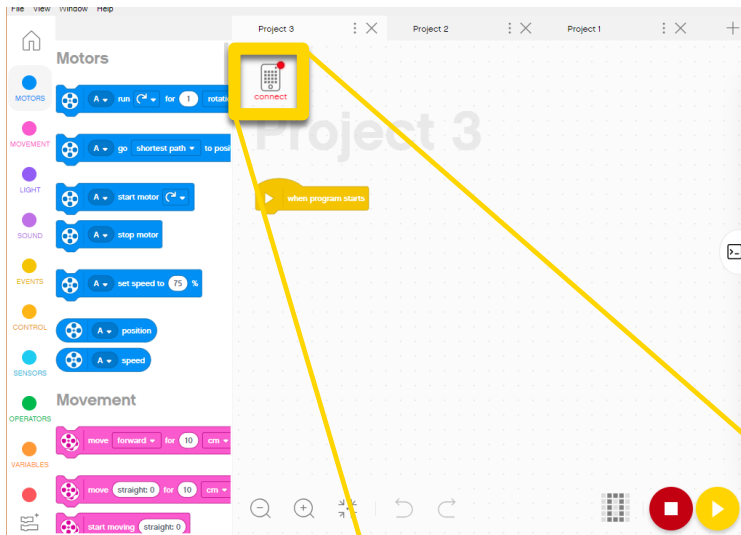 File View Window Help
Project 3
Project 2
Project 1
Motors
connect
Project 3
MOTORS
A run for 1 rotati
MOVEMENT
A go shortest path to posi
LIGHT
A start motor
when program starts
SOUND
A stop motor
EVENTS
A set speed to 75 %
CONTROL
A position
SENSORS
A speed
OPERATORS
Movement
VARIABLES
move forward for 10 cm
move straight: 0 for 10 cm
start moving straight: 0